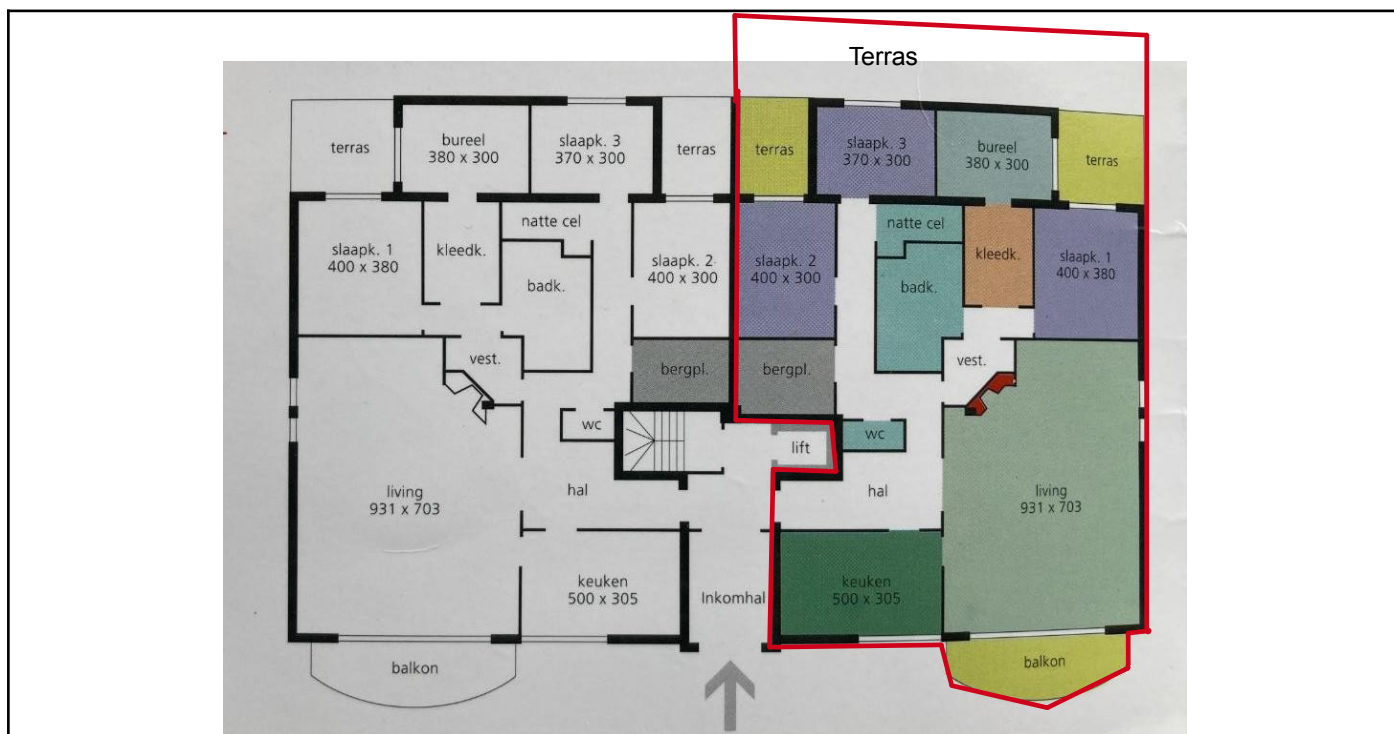 Terras
terras
bureel
380 x 300
slaapk. 3
370 x 300
terras
terras
slaapk. 3
370 x 300
bureel
380 x 300
terras
slaapk. 1
400 x 380
kleedk.
natte cel
badk.
slaapk. 2
400 x 300
slaapk. 2
400 x 300
natte cel
badk.
kleedk.
slaapk. 1
400 x 380
vest.
bergpl.
bergpl.
vest.
wc
lift
wc
living
931 x 703
hal
hal
living
931 x 703
keuken
500 x 305
Inkomhal
keuken
500 x 305
balkon
balkon